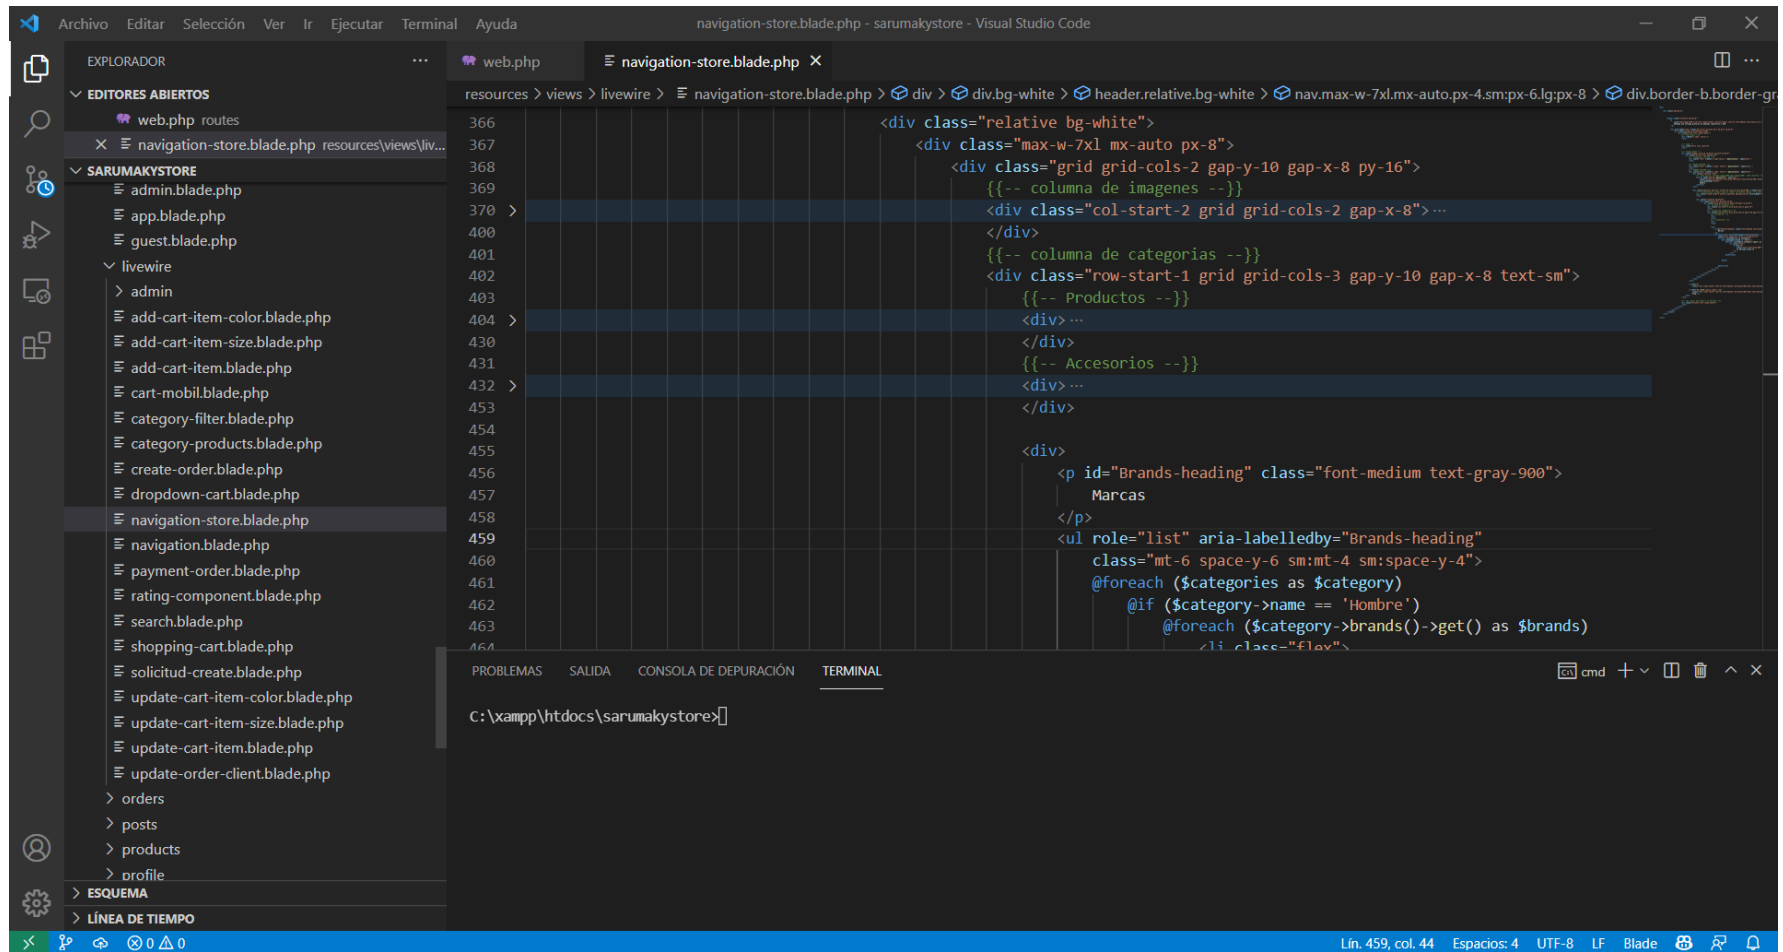 Archivo Editar Selección Ver Ir Ejecutar Terminal Ayuda
navigation-store.blade.php - sarumakystore - Visual Studio Code
EXPLORADOR
EDITORES ABIERTOS
web.php routes
navigation-store.blade.php resources\views\liv...
SARUMAKYSTORE
admin.blade.php
app.blade.php
guest.blade.php
livewire
admin
add-cart-item-color.blade.php
add-cart-item-size.blade.php
add-cart-item.blade.php
cart-mobil.blade.php
category-filter.blade.php
category-products.blade.php
create-order.blade.php
dropdown-cart.blade.php
navigation-store.blade.php
navigation.blade.php
payment-order.blade.php
rating-component.blade.php
search.blade.php
shopping-cart.blade.php
solicitud-create.blade.php
update-cart-item-color.blade.php
update-cart-item-size.blade.php
update-cart-item.blade.php
update-order-client.blade.php
orders
posts
products
profile
ESQUEMA
LÍNEA DE TIEMPO
web.php
navigation-store.blade.php
resources > views > livewire > navigation-store.blade.php > div > div.bg-white > header.relative.bg-white > nav.max-w-7xl.mx-auto.px-4.sm:px-6.lg:px-8 > div.border-b.border-gr
366 <div class="relative bg-white">
367 <div class="max-w-7xl mx-auto px-8">
368 <div class="grid grid-cols-2 gap-y-10 gap-x-8 py-16">
369 {{-- columna de imagenes --}}
370 <div class="col-start-2 grid grid-cols-2 gap-x-8">···
400 </div>
401 {{-- columna de categorias --}}
402 <div class="row-start-1 grid grid-cols-3 gap-y-10 gap-x-8 text-sm">
403 {{-- Productos --}}
404 <div>···
430 </div>
431 {{-- Accesorios --}}
432 <div>···
453 </div>
454
455 <div>
456 <p id="Brands-heading" class="font-medium text-gray-900">
457 Marcas
458 </p>
459 <ul role="list" aria-labelledby="Brands-heading"
460 class="mt-6 space-y-6 sm:mt-4 sm:space-y-4">
461 @foreach ($categories as $category)
462 @if ($category->name == 'Hombre')
463 @foreach ($category->brands()->get() as $brands)
464 <li class="flex">
PROBLEMAS SALIDA CONSOLA DE DEPURACIÓN TERMINAL
cmd
C:\xampp\htdocs\sarumakystore>
0 0
Lín. 459, col. 44 Espacios: 4 UTF-8 LF Blade